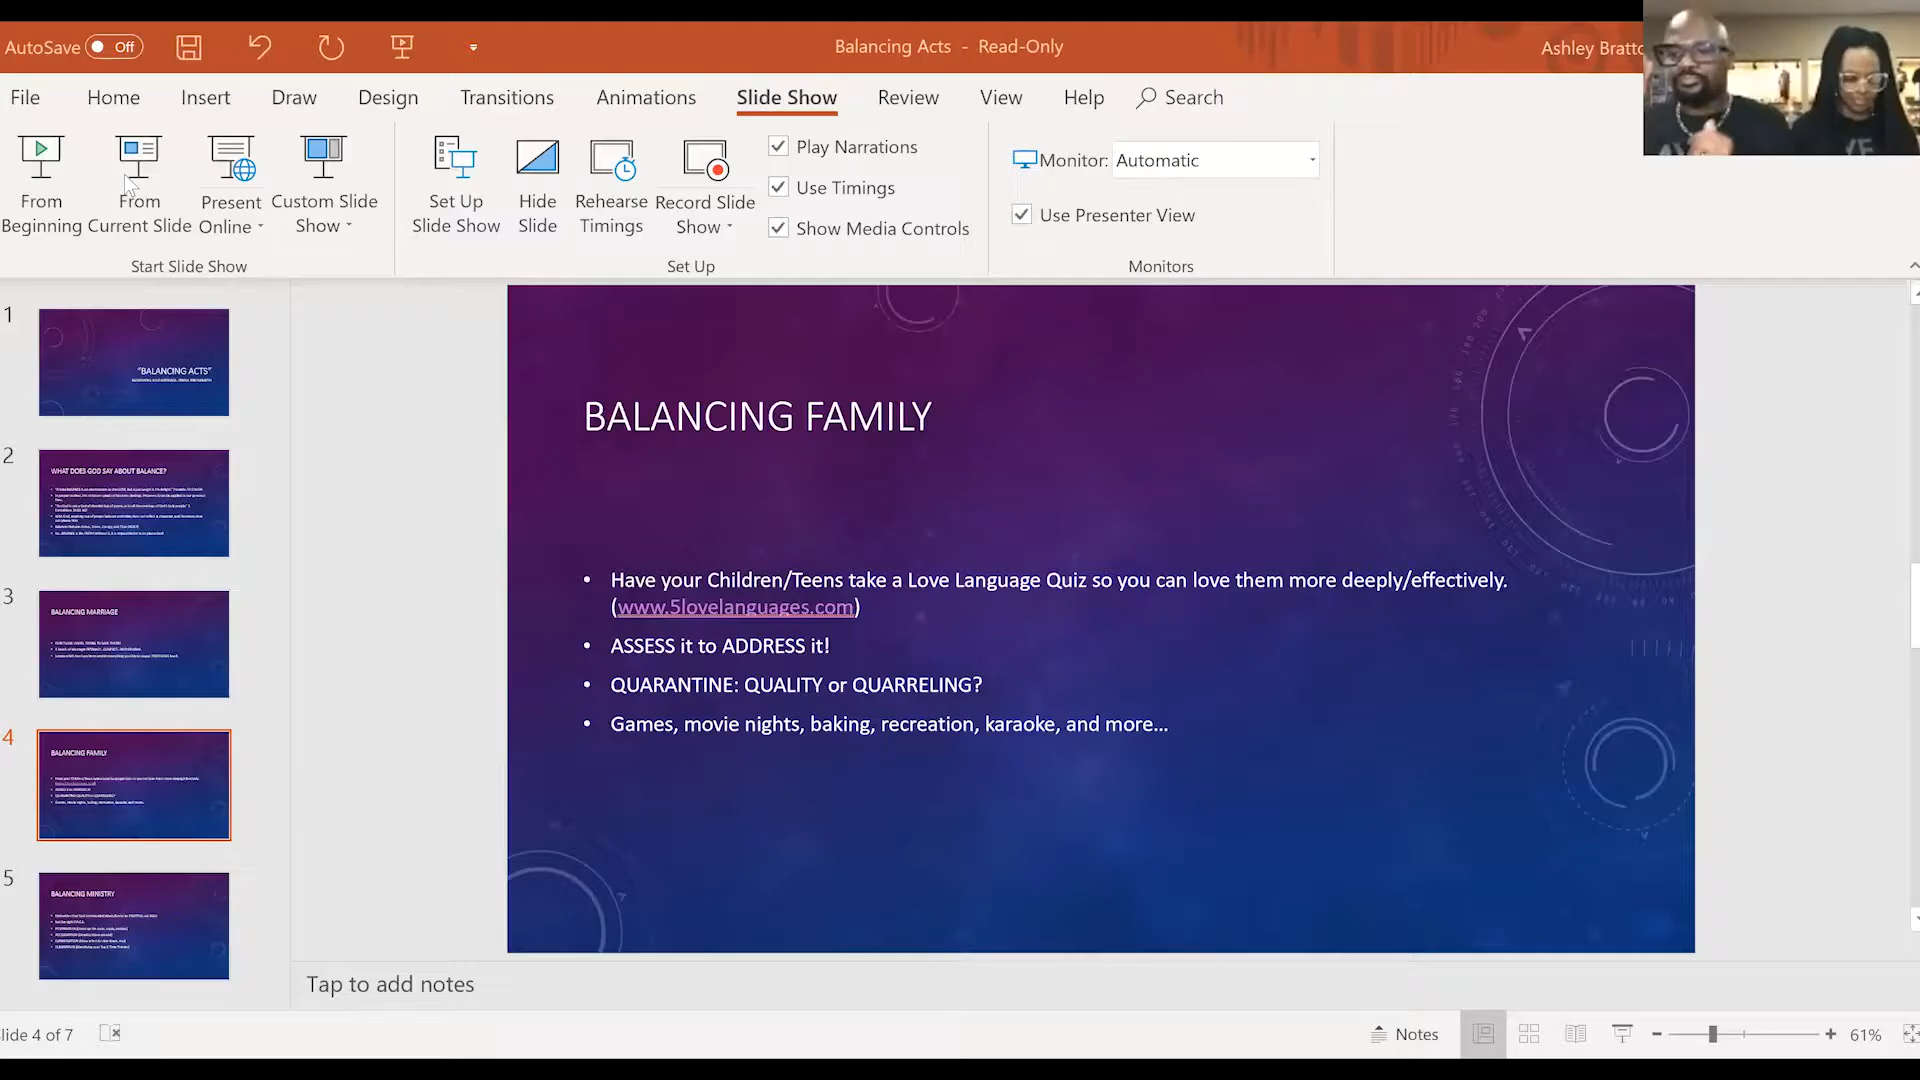 AutoSave Off
Balancing Acts - Read-Only
Ashley Bratto
File Home Insert Draw Design Transitions Animations Slide Show Review View Help Search
From Beginning
From Current Slide
Present Online
Custom Slide Show
Start Slide Show
Set Up Slide Show
Hide Slide
Rehearse Timings
Record Slide Show
Play Narrations
Use Timings
Show Media Controls
Set Up
Monitor: Automatic
Use Presenter View
Monitors
1
"BALANCING ACTS"
2
WHAT DOES GOD SAY ABOUT BALANCE?
3
BALANCING MARRIAGE
4
BALANCING FAMILY
5
BALANCING MINISTRY
BALANCING FAMILY
• Have your Children/Teens take a Love Language Quiz so you can love them more deeply/effectively.
(www.5lovelanguages.com)
• ASSESS it to ADDRESS it!
• QUARANTINE: QUALITY or QUARRELING?
• Games, movie nights, baking, recreation, karaoke, and more...
Tap to add notes
lide 4 of 7
Notes
61%